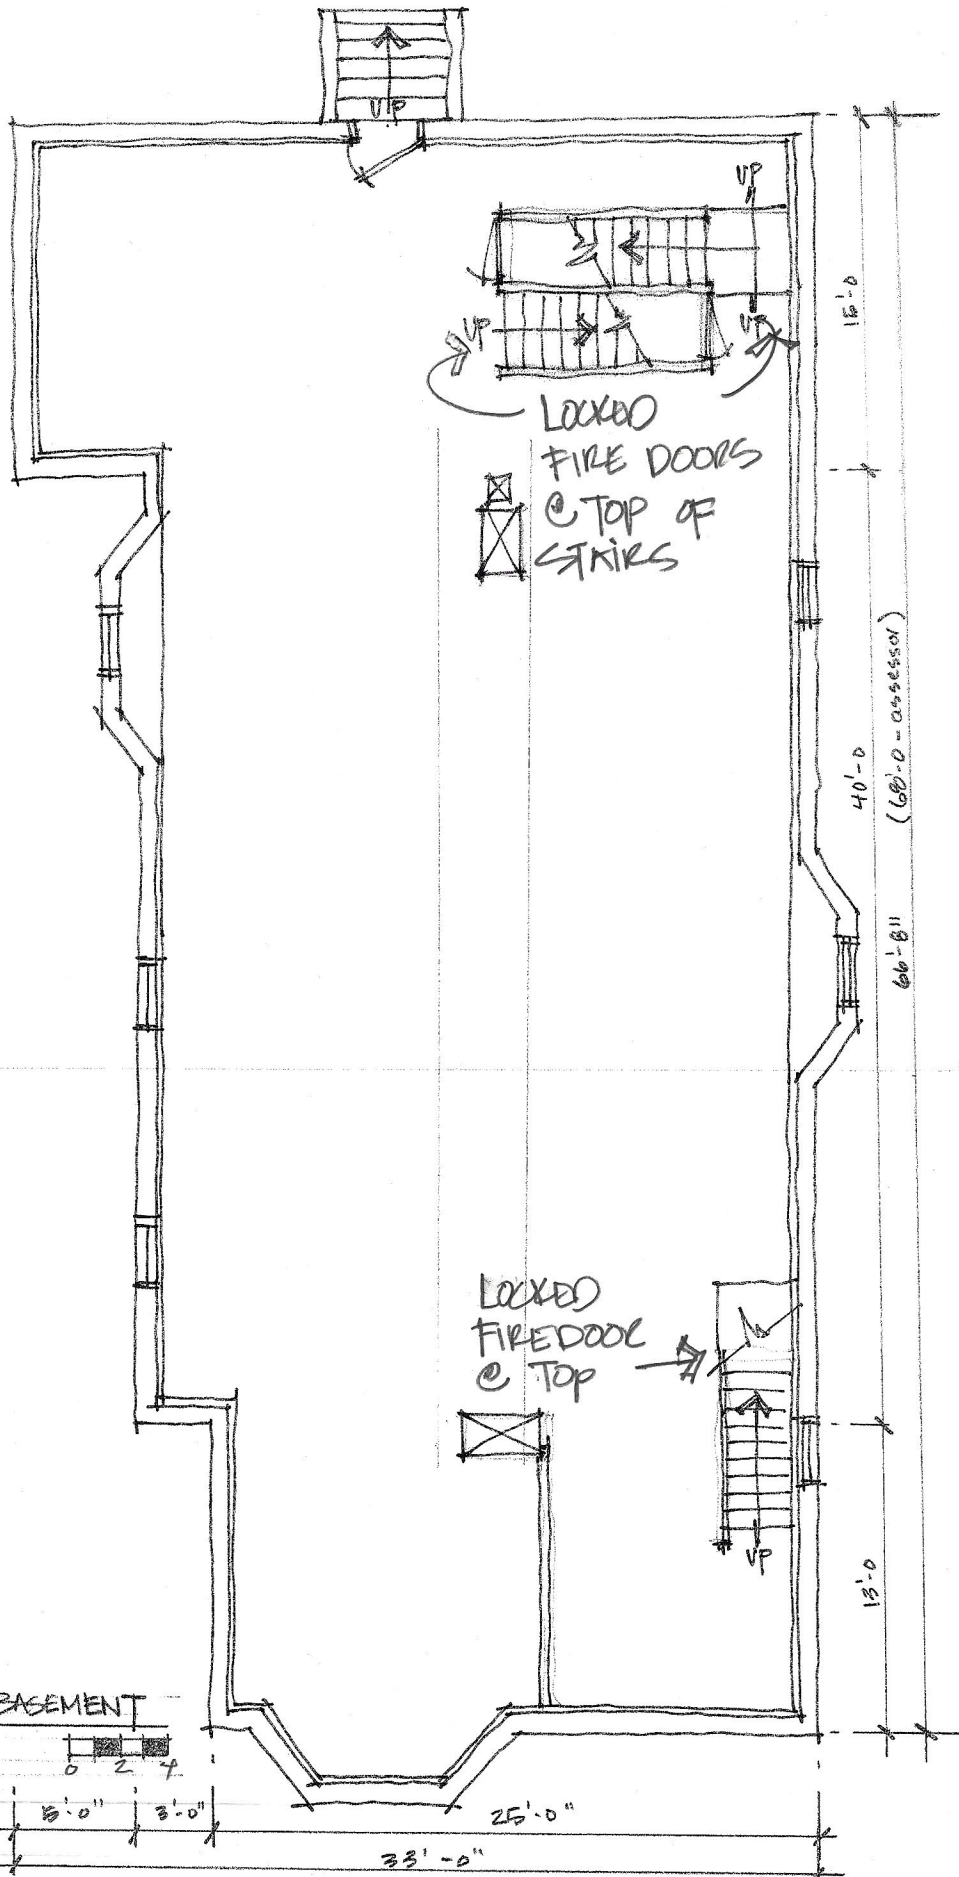 UP
UP
UP
UP
LOCKED
FIRE DOORS
@ TOP OF
STAIRS
15'-0
40'-0
(68'-0 - assessor)
66'-8"
LOCKED
FIREDOOR
@ TOP
UP
13'-0
BASEMENT
0 2 4
5'-0" 3'-0" 25'-0"
33'-0"